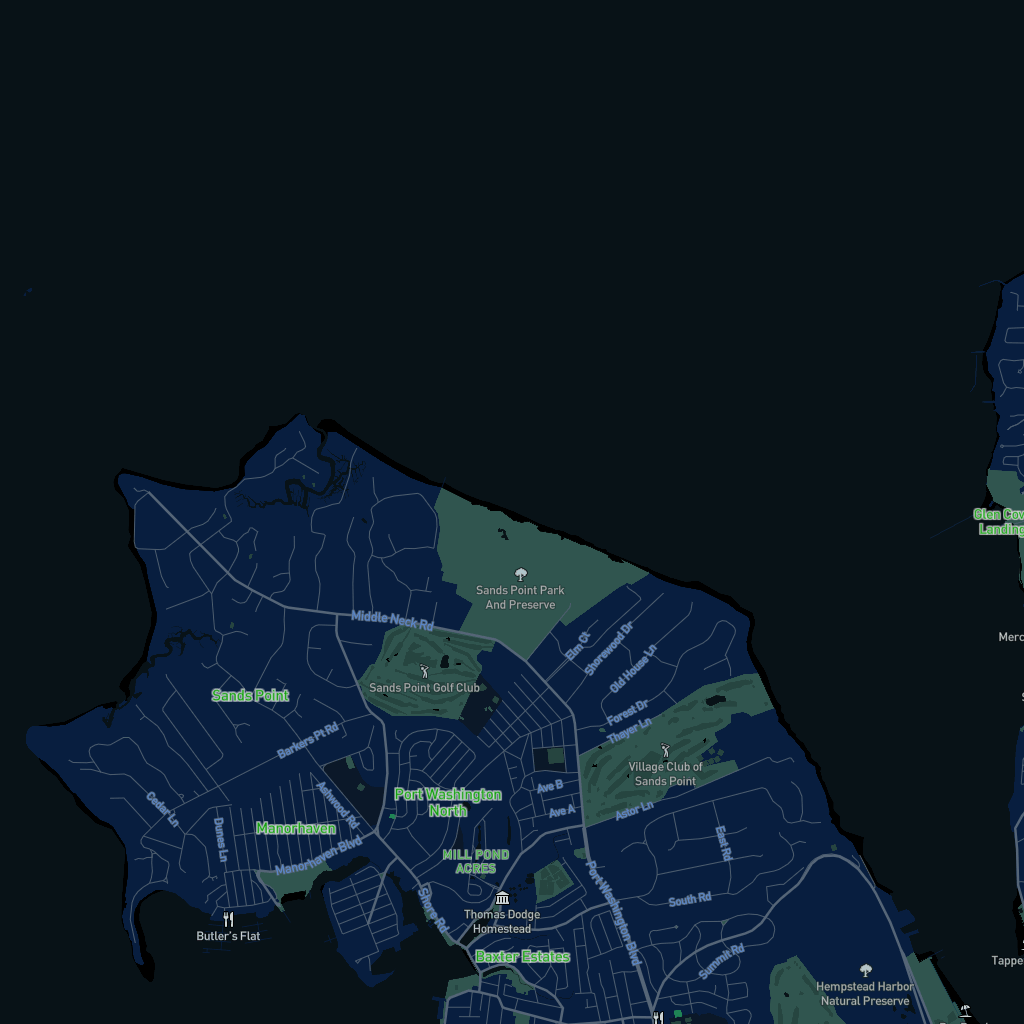 Glen Cov
Landing
Sands Point Park
And Preserve
Middle Neck Rd
Elm Ct
Shorewood Dr
Old House Ln
Merc
Sands Point Golf Club
Sands Point
Forest Dr
Thayer Ln
Barkers Pt Rd
Village Club of
Sands Point
Ashwood Rd
Port Washington
North
Ave B
Ave A
Astor Ln
Cedar Ln
Dunes Ln
Manorhaven
Manorhaven Blvd
East Rd
MILL POND
ACRES
Port Washington Blvd
South Rd
Shore Rd
Thomas Dodge
Homestead
Butler's Flat
Baxter Estates
Summit Rd
Tappe
Hempstead Harbor
Natural Preserve